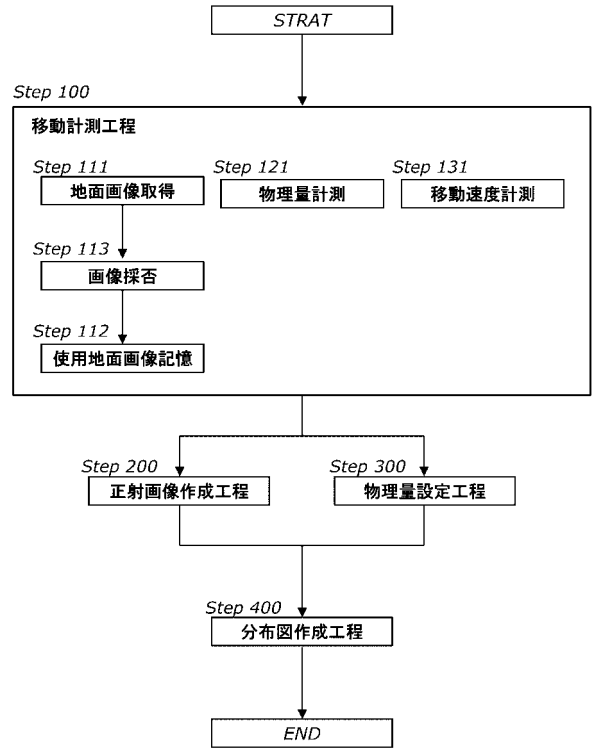 STRAT
Step 100
移動計測工程
Step 111
地面画像取得
Step 121
物理量計測
Step 131
移動速度計測
Step 113
画像採否
Step 112
使用地面画像記憶
Step 200
正射画像作成工程
Step 300
物理量設定工程
Step 400
分布図作成工程
END